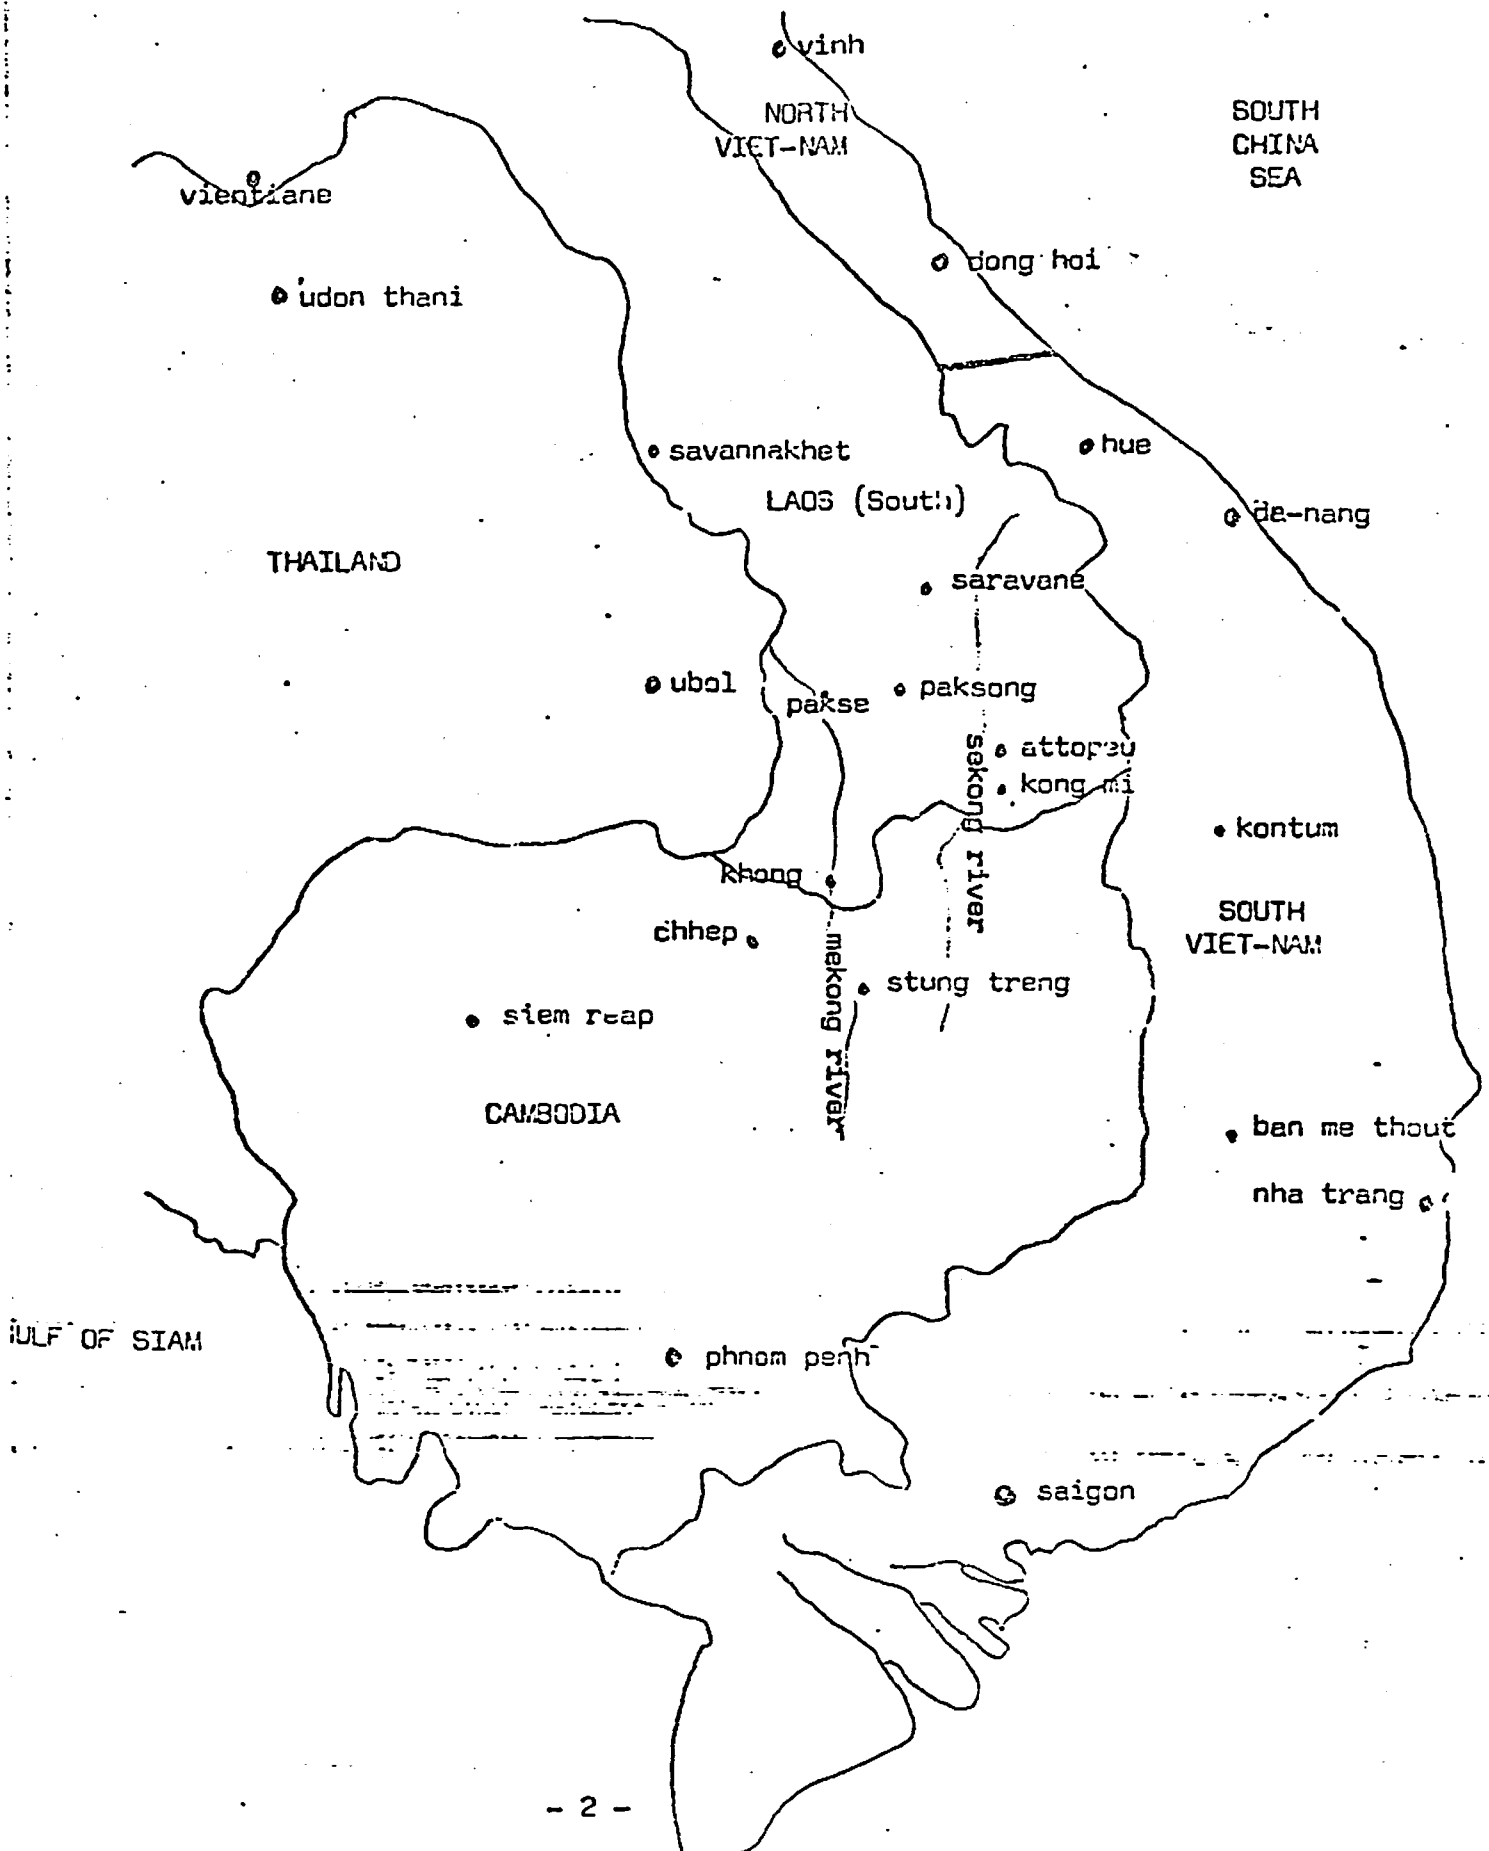 vinh
NORTH
VIET-NAM
SOUTH
CHINA
SEA
vientiane
dong hoi
udon thani
savannakhet
hue
LAOS (South)
da-nang
THAILAND
saravane
ubol
pakse
paksong
attopeu
kong mi
sekong river
kontum
khong
SOUTH
VIET-NAM
chhep
mekong river
stung treng
siem reap
CAMBODIA
ban me thout
nha trang
ULF OF SIAM
phnom penh
saigon
- 2 -